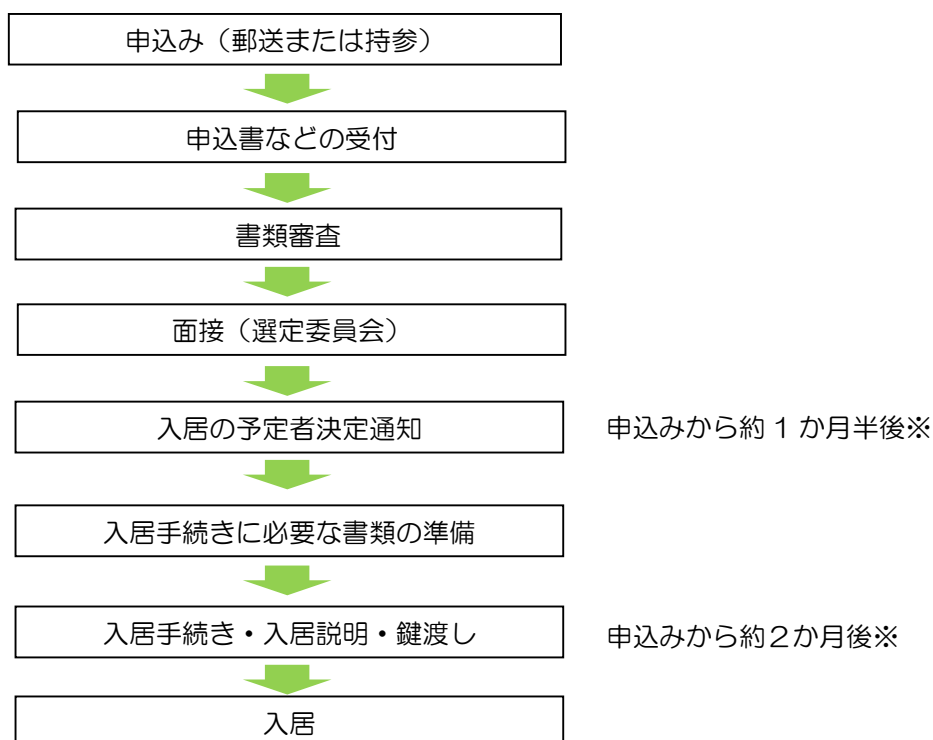 申込み（郵送または持参）
申込書などの受付
書類審査
面接（選定委員会）
入居の予定者決定通知
申込みから約 1 か月半後※
入居手続きに必要な書類の準備
入居手続き・入居説明・鍵渡し
申込みから約２か月後※
入居